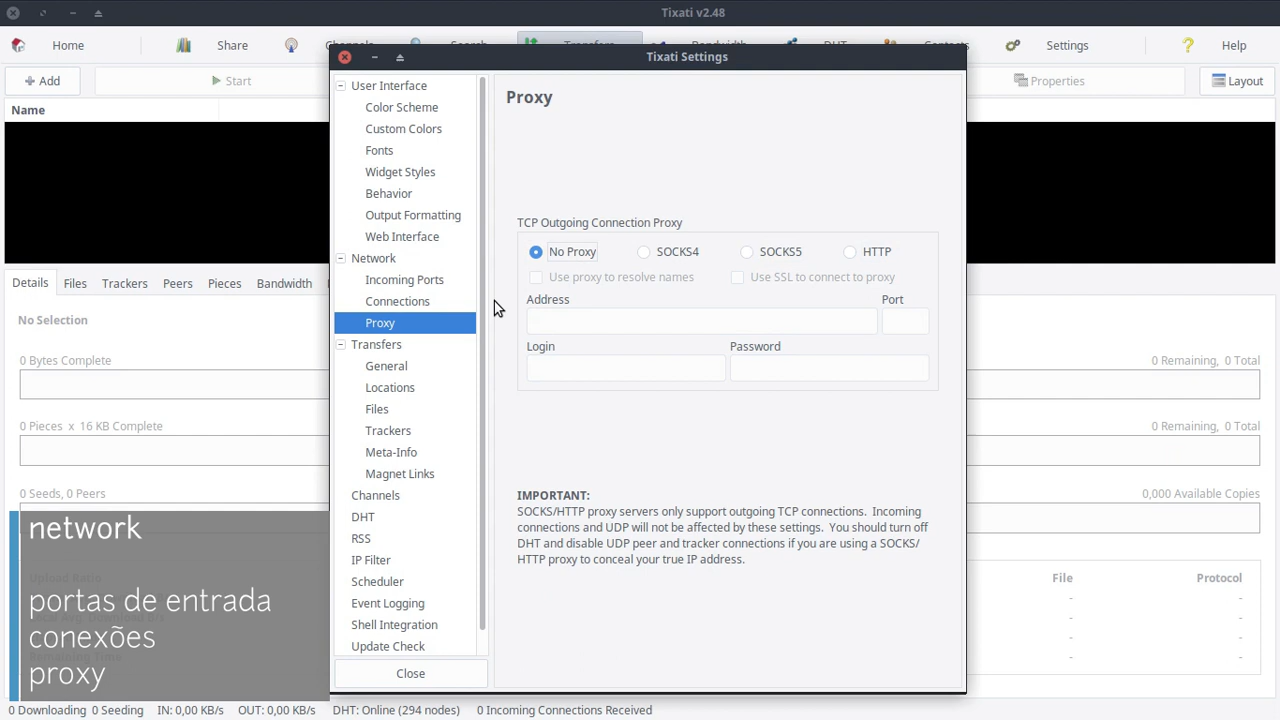 Tixati v2.48
Home
Share
Channels
Search
Transfers
Bandwidth
DHT
Contacts
Settings
Help
Add
Start
Properties
Layout
Name
Tixati Settings
User Interface
Color Scheme
Custom Colors
Fonts
Widget Styles
Behavior
Output Formatting
Web Interface
Network
Incoming Ports
Connections
Proxy
Transfers
General
Locations
Files
Trackers
Meta-Info
Magnet Links
Channels
DHT
RSS
IP Filter
Scheduler
Event Logging
Shell Integration
Update Check
Close
Proxy
TCP Outgoing Connection Proxy
No Proxy
SOCKS4
SOCKS5
HTTP
Use proxy to resolve names
Use SSL to connect to proxy
Address
Port
Login
Password
IMPORTANT:
SOCKS/HTTP proxy servers only support outgoing TCP connections. Incoming
connections and UDP will not be affected by these settings. You should turn off
DHT and disable UDP peer and tracker connections if you are using a SOCKS/
HTTP proxy to conceal your true IP address.
Details
Files
Trackers
Peers
Pieces
Bandwidth
No Selection
0 Bytes Complete
0 Remaining, 0 Total
0 Pieces x 16 KB Complete
0 Remaining, 0 Total
0 Seeds, 0 Peers
0,000 Available Copies
network
portas de entrada
conexões
proxy
Upload Ratio
Remaining Time
File
Protocol
-
-
-
-
-
-
-
-
0 Downloading
0 Seeding
IN: 0,00 KB/s
OUT: 0,00 KB/s
DHT: Online (294 nodes)
0 Incoming Connections Received